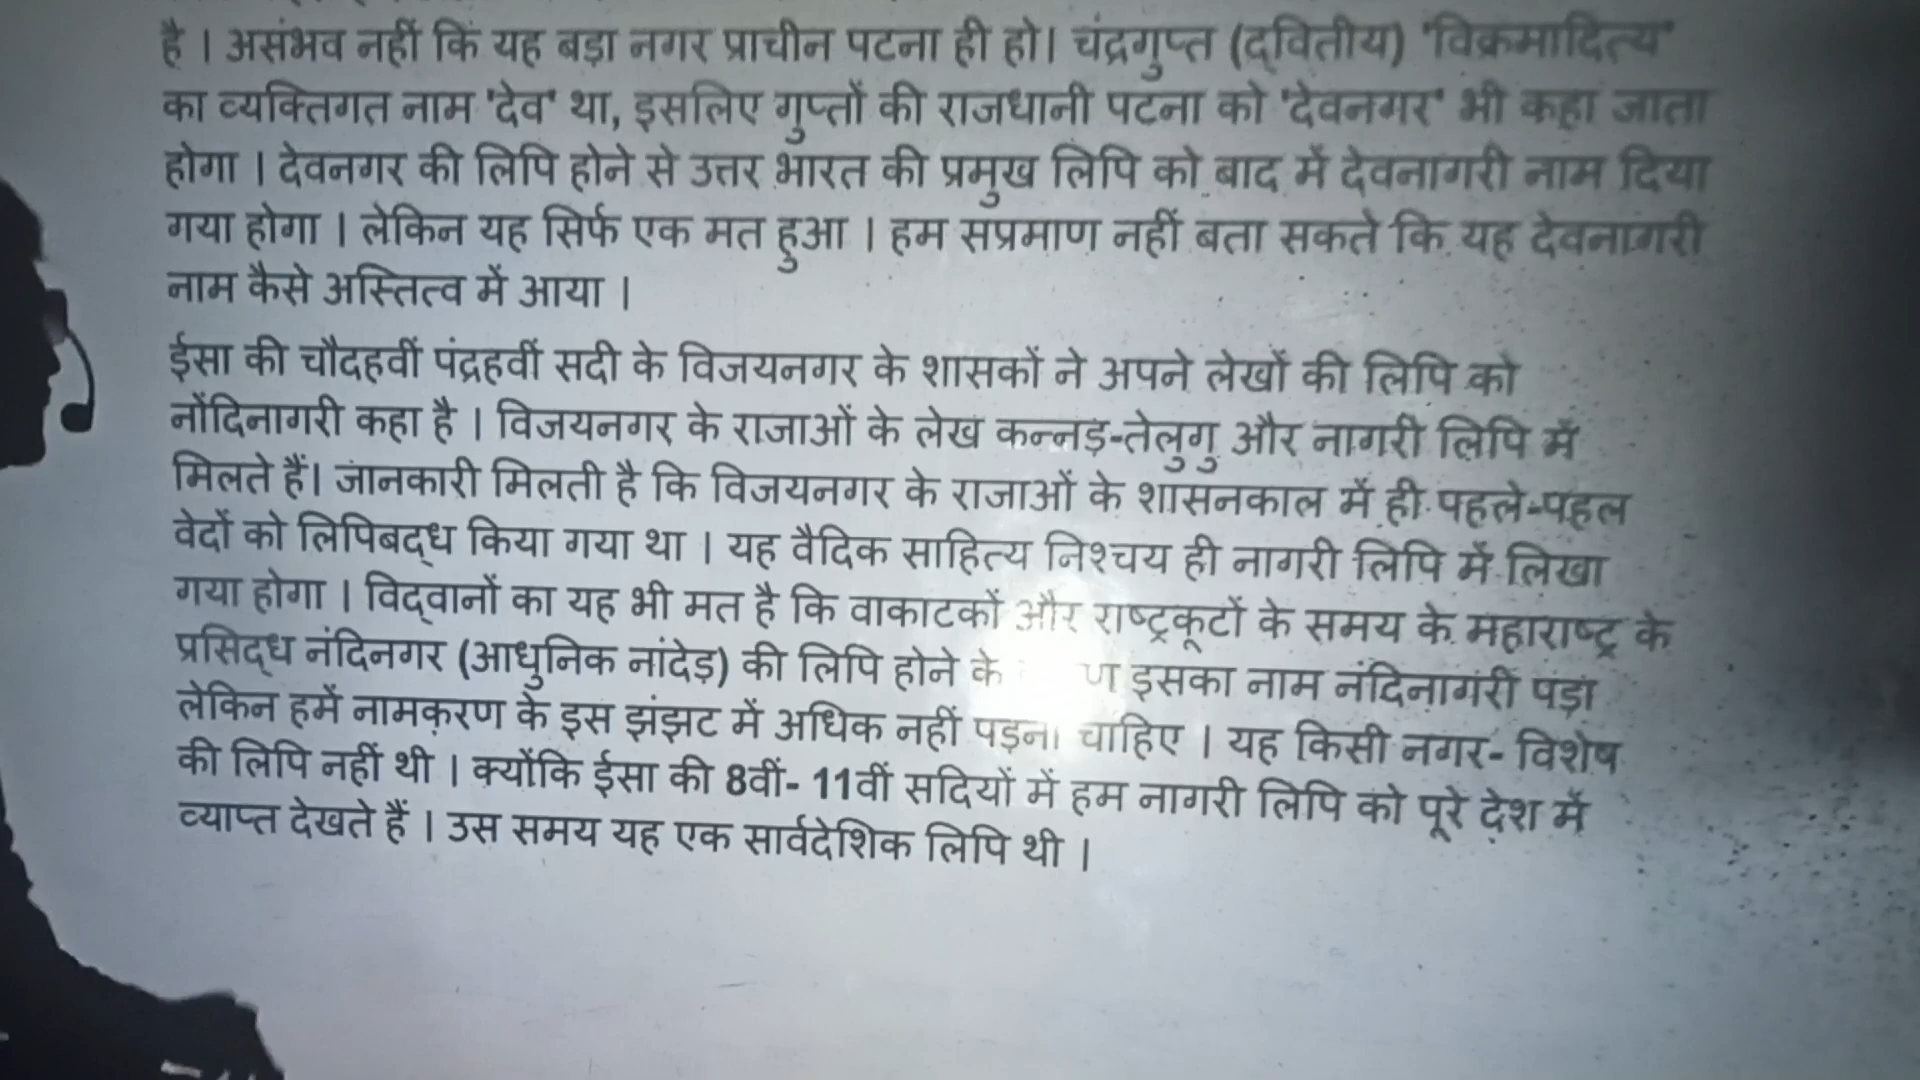 है । असंभव नहीं कि यह बड़ा नगर प्राचीन पटना ही हो। चंद्रगुप्त (द्वितीय) 'विक्रमादित्य'
का व्यक्तिगत नाम 'देव' था, इसलिए गुप्तों की राजधानी पटना को 'देवनगर' भी कहा जाता
होगा । देवनगर की लिपि होने से उत्तर भारत की प्रमुख लिपि को बाद में देवनागरी नाम दिया
गया होगा । लेकिन यह सिर्फ एक मत हुआ । हम सप्रमाण नहीं बता सकते कि यह देवनागरी
नाम कैसे अस्तित्व में आया ।
ईसा की चौदहवीं पंद्रहवीं सदी के विजयनगर के शासकों ने अपने लेखों की लिपि को
नोंदिनागरी कहा है । विजयनगर के राजाओं के लेख कन्नड़-तेलुगु और नागरी लिपि में
मिलते हैं। जानकारी मिलती है कि विजयनगर के राजाओं के शासनकाल में ही पहले-पहल
वेदों को लिपिबद्ध किया गया था । यह वैदिक साहित्य निश्चय ही नागरी लिपि में लिखा
गया होगा । विद्वानों का यह भी मत है कि वाकाटकों और राष्ट्रकूटों के समय के महाराष्ट्र के
प्रसिद्ध नंदिनगर (आधुनिक नांदेड़) की लिपि होने के इसका नाम नंदिनागरी पड़ा
लेकिन हमें नामकरण के इस झंझट में अधिक नहीं पड़ना चाहिए । यह किसी नगर- विशेष
की लिपि नहीं थी । क्योंकि ईसा की 8वीं- 11वीं सदियों में हम नागरी लिपि को पूरे देश में
व्याप्त देखते हैं । उस समय यह एक सार्वदेशिक लिपि थी ।